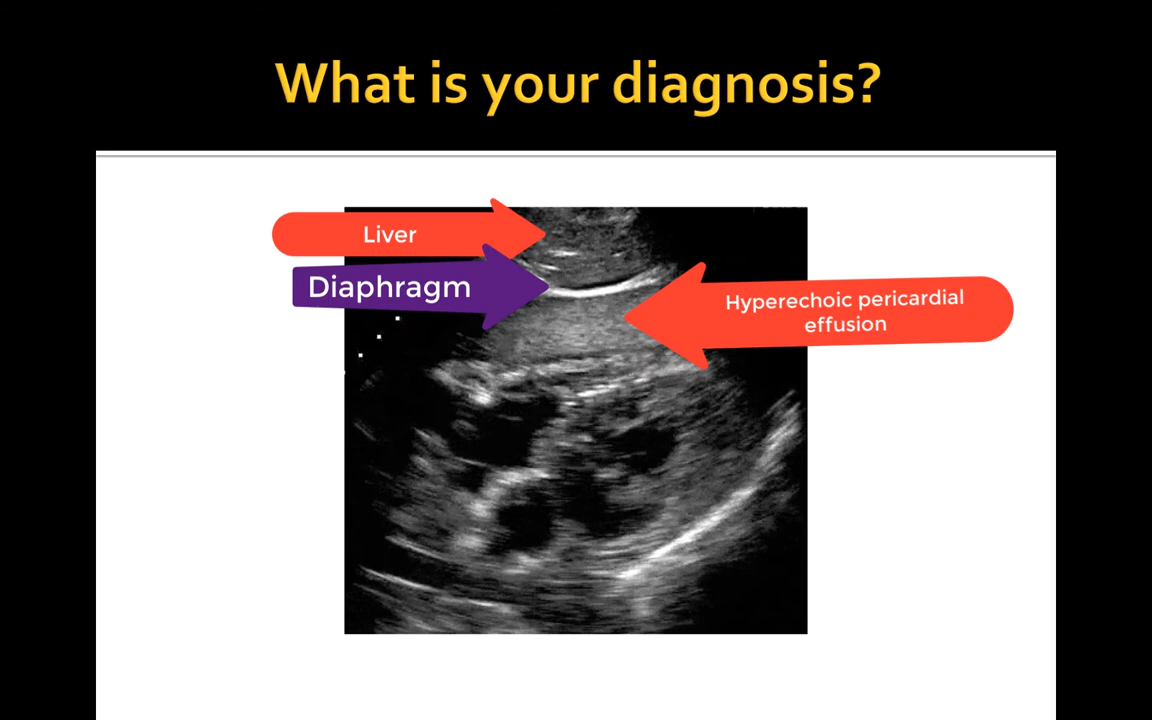 What is your diagnosis?
Liver
Diaphragm
Hyperechoic pericardial
effusion